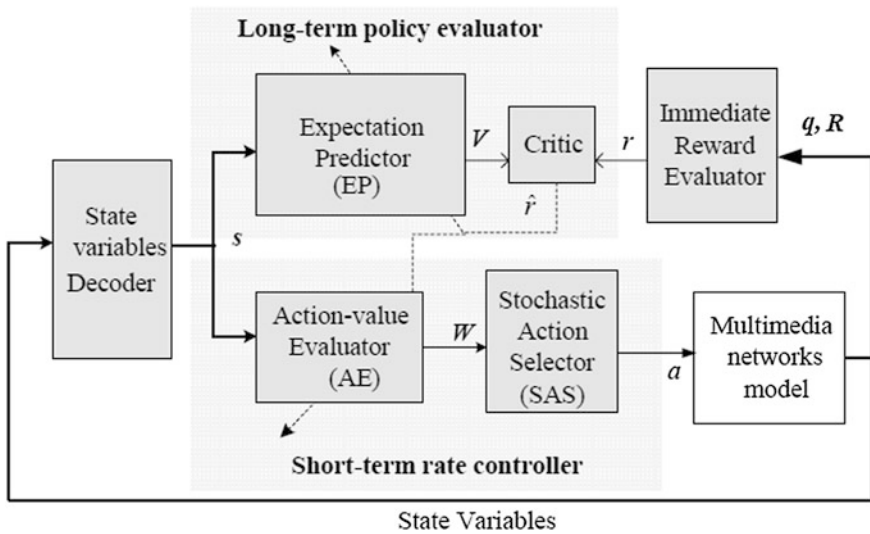 Long-term policy evaluator
Expectation
Predictor
(EP)
V
Critic
r
Immediate
Reward
Evaluator
q, R
r̂
State
variables
Decoder
s
Action-value
Evaluator
(AE)
W
Stochastic
Action
Selector
(SAS)
a
Multimedia
networks
model
Short-term rate controller
State Variables